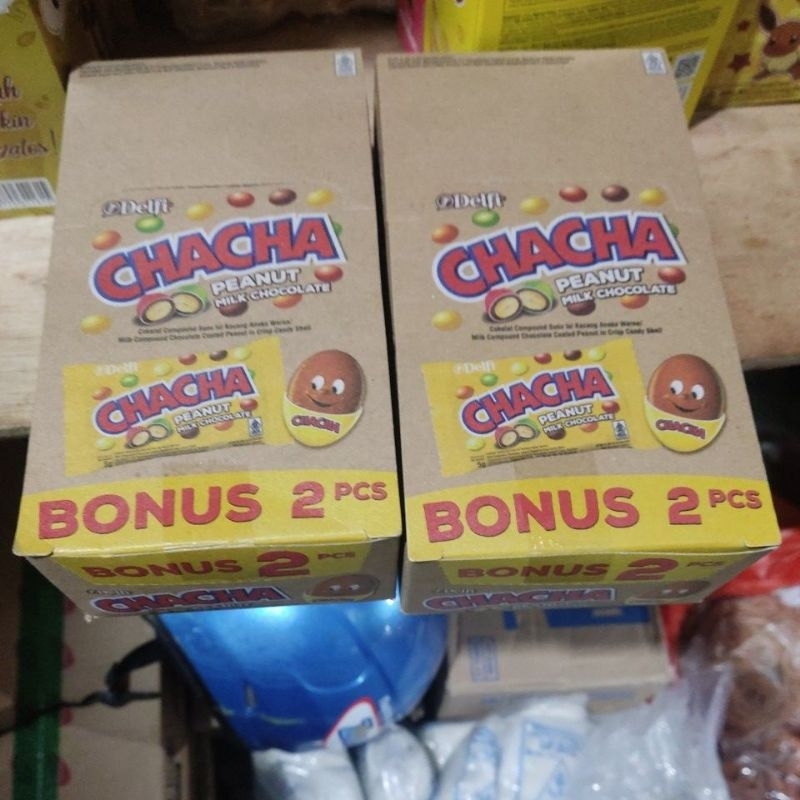 Delfi
CHACHA
PEANUT
MILK CHOCOLATE
Cokelat Compound Susu Isi Kacang Aneka Warna/
Milk Compound Chocolate Coated Peanut in Crisp Candy Shell
Delfi
CHACHA
PEANUT
MILK CHOCOLATE
CHACHA
BONUS 2 PCS
BONUS 2 PCS
Delfi
CHACHA
Delfi
CHACHA
PEANUT
MILK CHOCOLATE
Cokelat Compound Susu Isi Kacang Aneka Warna/
Milk Compound Chocolate Coated Peanut in Crisp Candy Shell
Delfi
CHACHA
PEANUT
MILK CHOCOLATE
CHACHA
BONUS 2 PCS
BONUS 2 PCS
Delfi
CHACHA